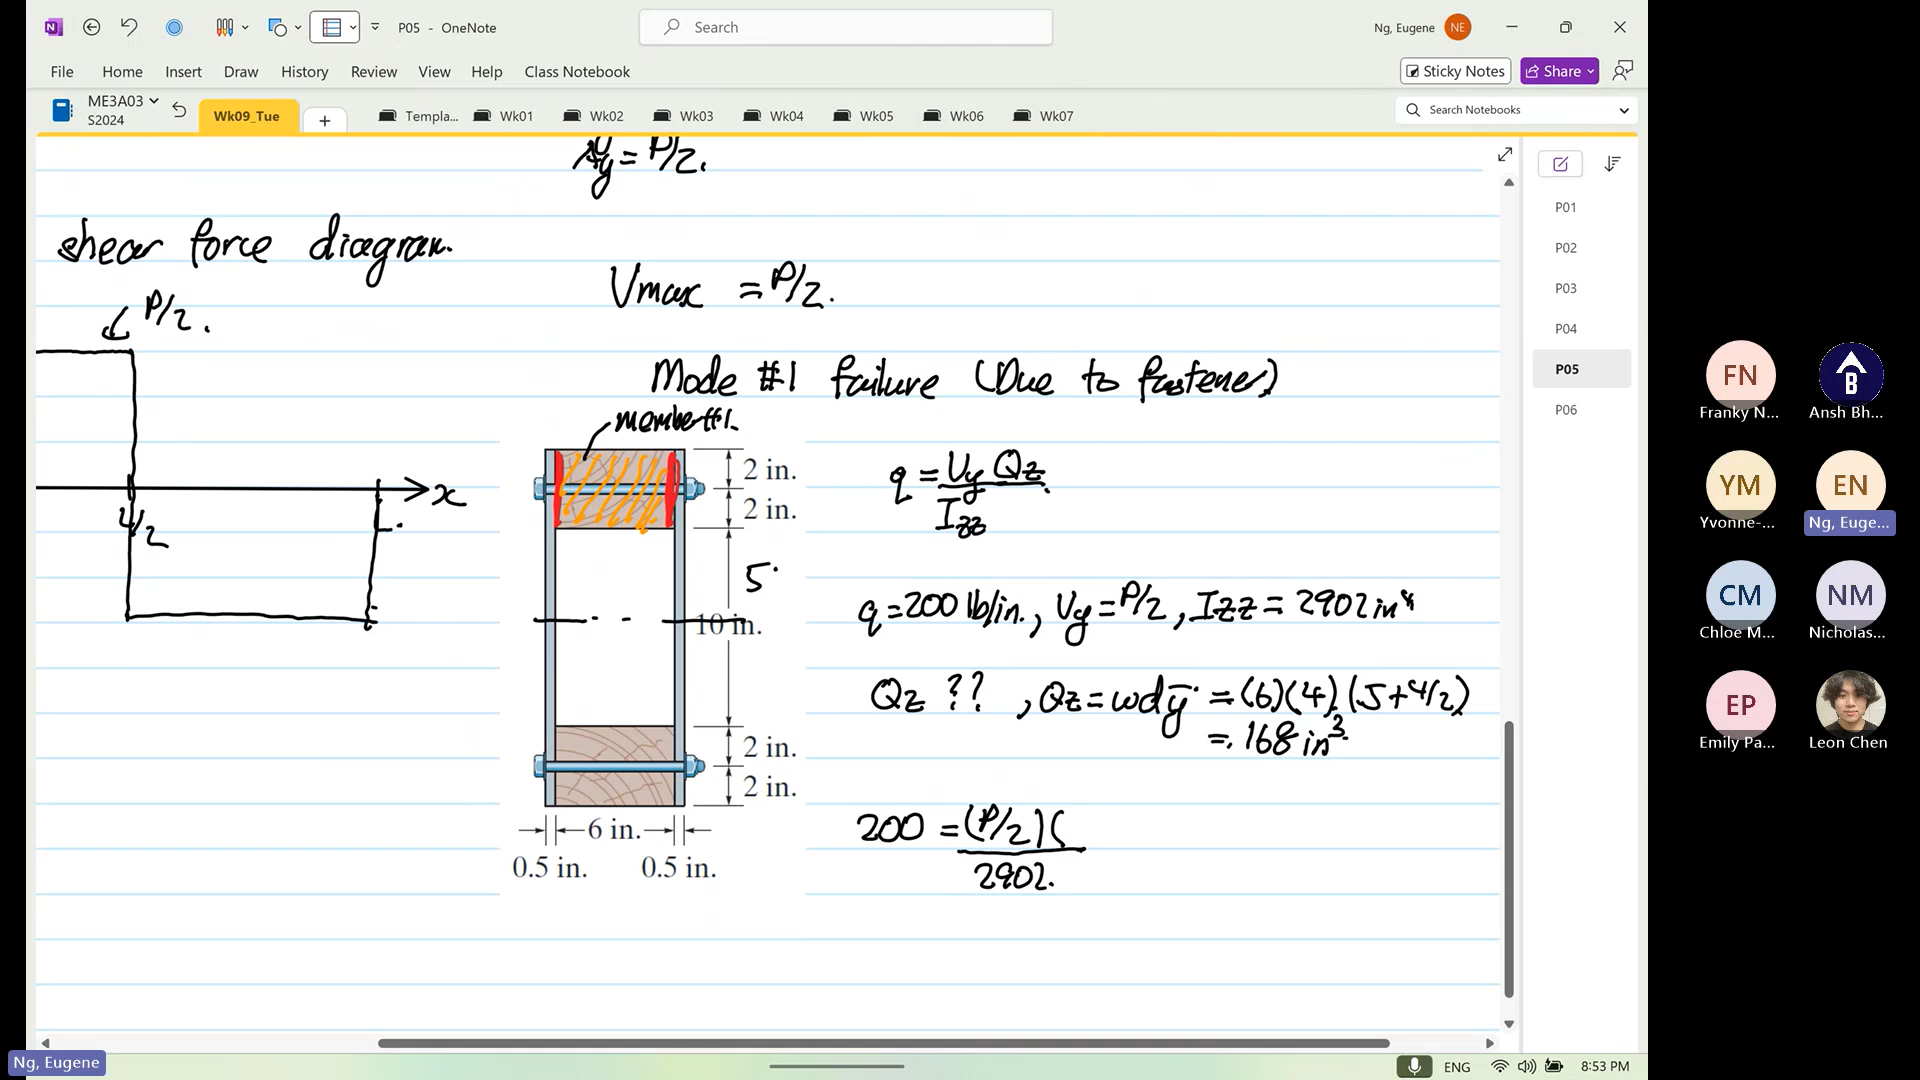 P05 - OneNote
Search
Ng, Eugene
NE
File Home Insert Draw History Review View Help Class Notebook
Sticky Notes
Share
ME3A03
S2024
Wk09_Tue
+
Templa...
Wk01
Wk02
Wk03
Wk04
Wk05
Wk06
Wk07
Search Notebooks
P01
P02
P03
P04
P05
P06
y = P/2.
shear force diagram.
P/2.
x
L/2
Vmax = P/2.
Mode #1 failure (Due to fastener)
member#1.
2 in.
2 in.
5
10 in.
2 in.
2 in.
6 in.
0.5 in. 0.5 in.
q = Vy Qz
Izz
q = 200 lb/in., Vy = P/2, Izz = 2902 in⁴
Qz ??, Qz = wdȳ = (6)(4)(5+4/2)
= 168 in³
200 = (P/2)(
2902.
FN
Franky N...
B
Ansh Bh...
YM
Yvonne-...
EN
Ng, Euge...
CM
Chloe M...
NM
Nicholas...
EP
Emily Pa...
Leon Chen
Ng, Eugene
ENG
8:53 PM